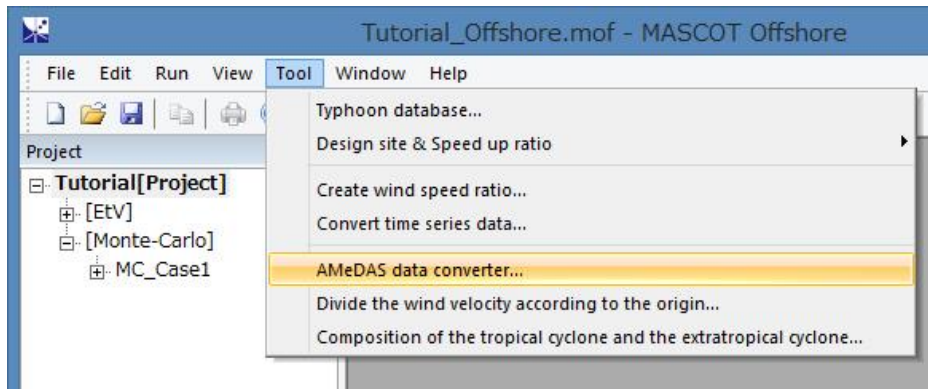 Tutorial_Offshore.mof - MASCOT Offshore
File Edit Run View Tool Window Help
Project
Tutorial[Project]
[EtV]
[Monte-Carlo]
MC_Case1
Typhoon database...
Design site & Speed up ratio
Create wind speed ratio...
Convert time series data...
AMeDAS data converter...
Divide the wind velocity according to the origin...
Composition of the tropical cyclone and the extratropical cyclone...